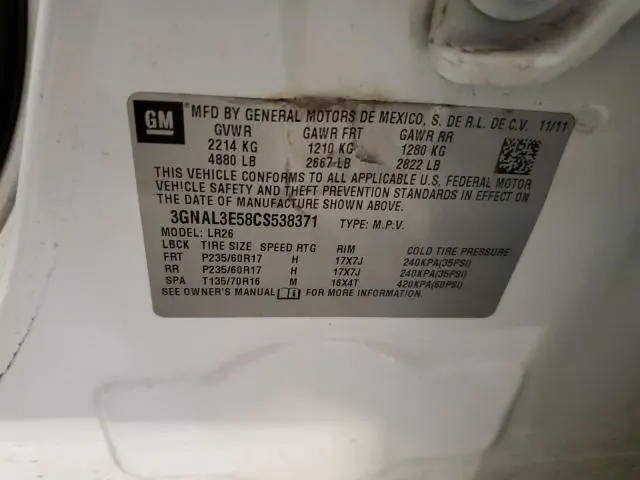 GM
MFD BY GENERAL MOTORS DE MEXICO, S. DE R.L. DE C.V. 11/11
GVWR GAWR FRT GAWR RR
2214 KG 1210 KG 1280 KG
4880 LB 2667 LB 2822 LB
THIS VEHICLE CONFORMS TO ALL APPLICABLE U.S. FEDERAL MOTOR
VEHICLE SAFETY AND THEFT PREVENTION STANDARDS IN EFFECT ON
THE DATE OF MANUFACTURE SHOWN ABOVE.
3GNAL3E58CS538371 TYPE: M.P.V.
MODEL: LR26
LBCK TIRE SIZE SPEED RTG RIM COLD TIRE PRESSURE
FRT P235/60R17 H 17X7J 240KPA(35PSI)
RR P235/60R17 H 17X7J 240KPA(35PSI)
SPA T135/70R16 M 16X4T 420KPA(60PSI)
SEE OWNER'S MANUAL FOR MORE INFORMATION.